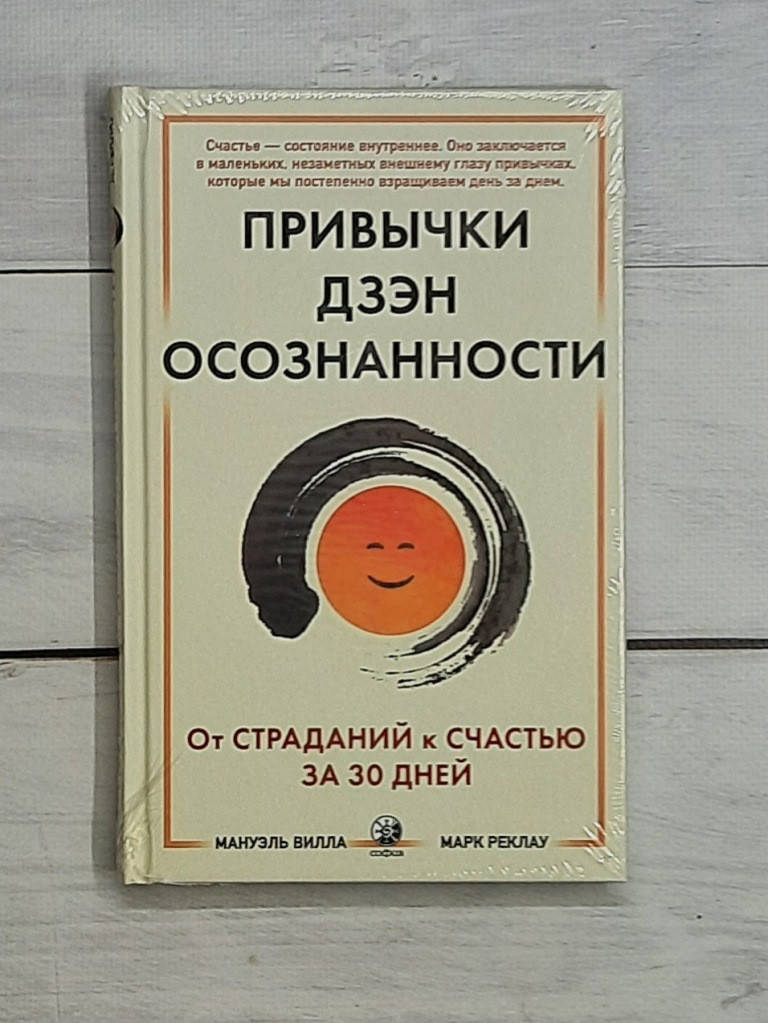 Счастье — состояние внутреннее. Оно заключается
в маленьких, незаметных внешнему глазу привычках,
которые мы постепенно взращиваем день за днем.
ПРИВЫЧКИ
ДЗЭН
ОСОЗНАННОСТИ
От СТРАДАНИЙ к СЧАСТЬЮ
ЗА 30 ДНЕЙ
МАНУЭЛЬ ВИЛЛА
МАРК РЕКЛАУ